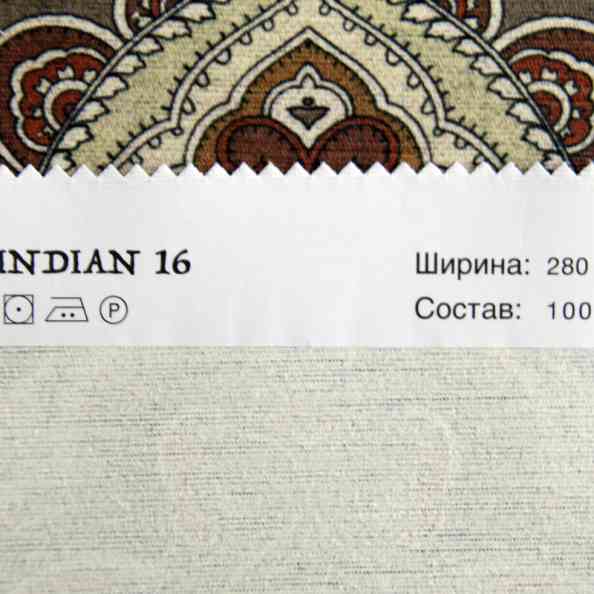 INDIAN 16
Ширина: 280
P
Состав: 100